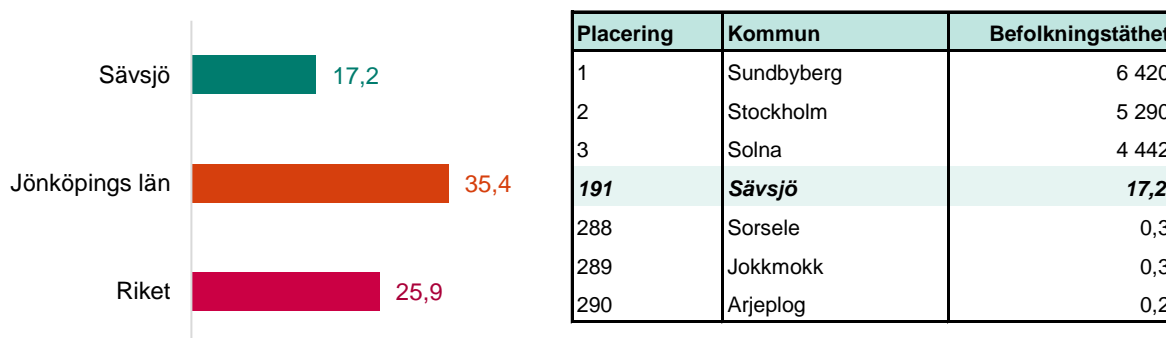 Sävsjö 17,2
Jönköpings län 35,4
Riket 25,9
Placering Kommun Befolkningstäthet
1 Sundbyberg 6 420
2 Stockholm 5 290
3 Solna 4 442
191 Sävsjö 17,2
288 Sorsele 0,3
289 Jokkmokk 0,3
290 Arjeplog 0,2